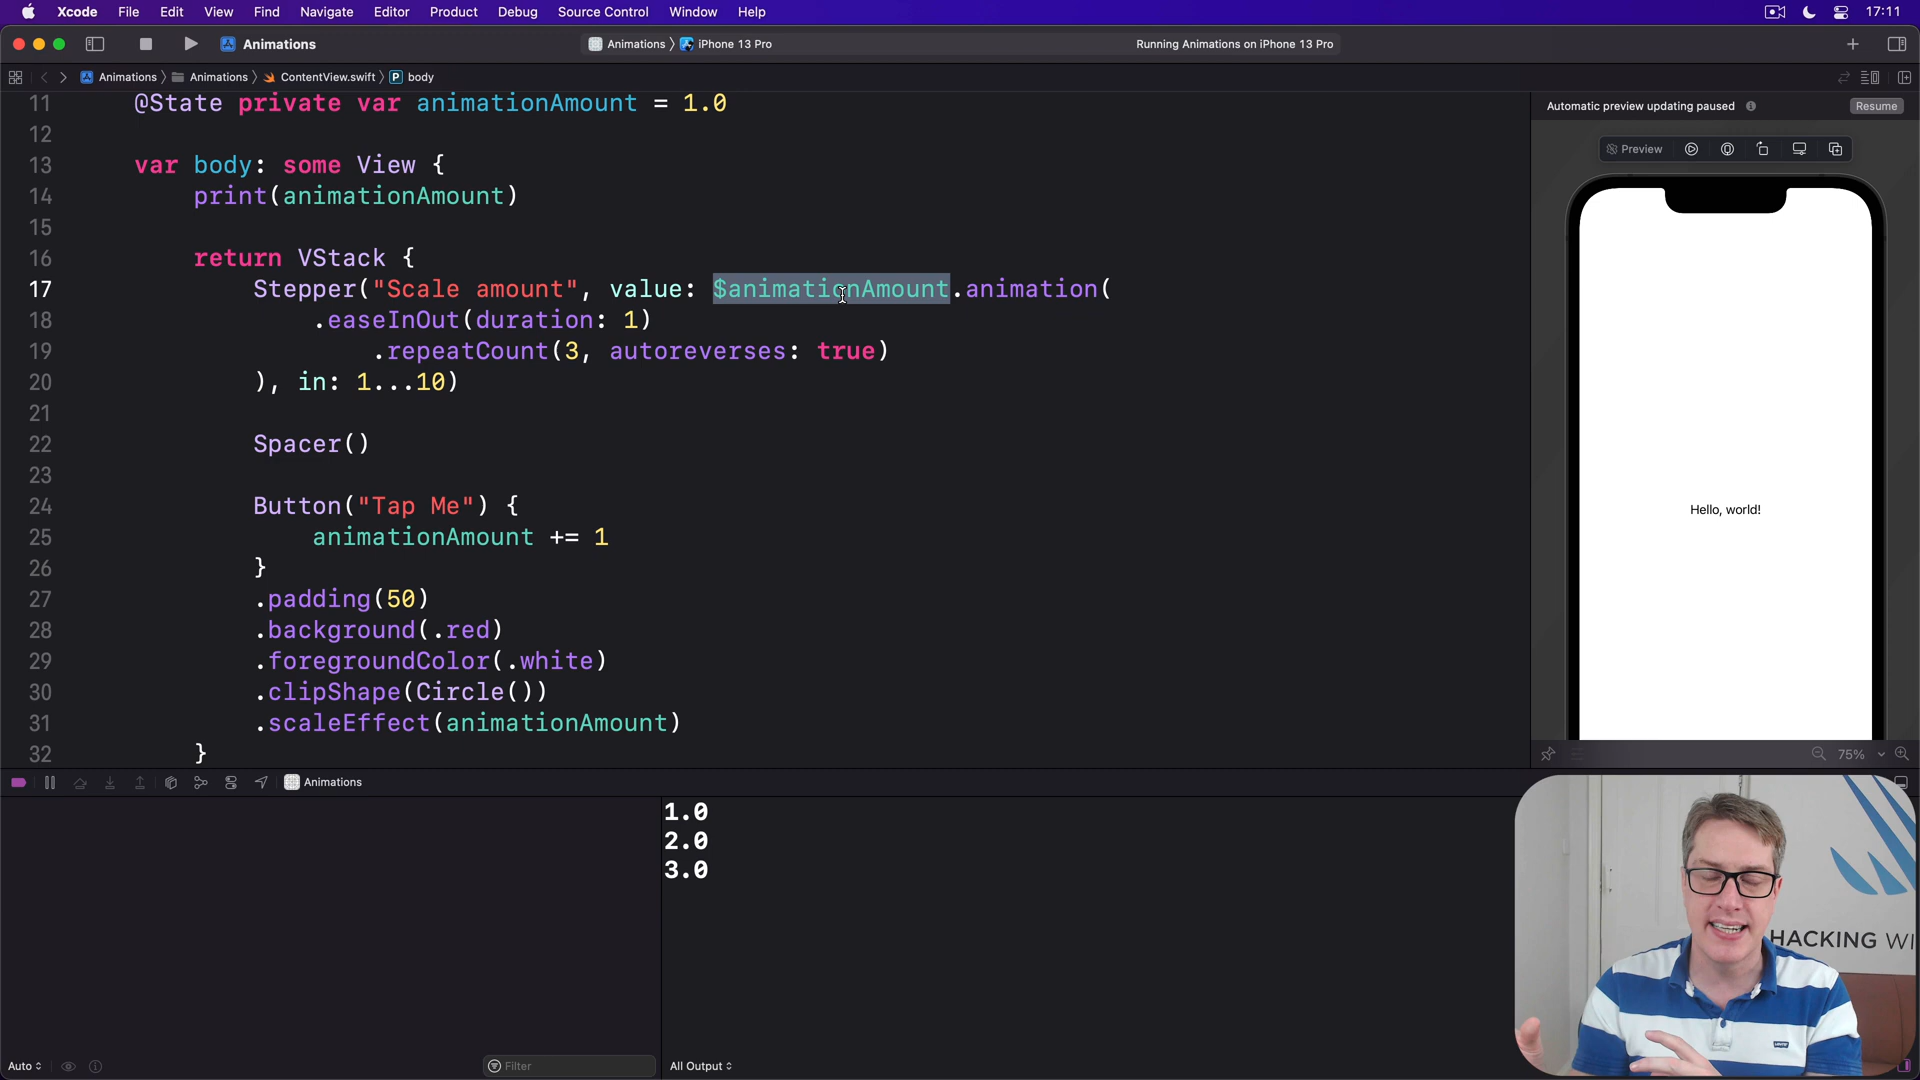 Xcode File Edit View Find Navigate Editor Product Debug Source Control Window Help 17:11
Animations
Animations 〉 iPhone 13 Pro
Running Animations on iPhone 13 Pro
Animations 〉 Animations 〉 ContentView.swift 〉 P body
11 @State private var animationAmount = 1.0
12
13 var body: some View {
14 print(animationAmount)
15
16 return VStack {
17 Stepper("Scale amount", value: $animationAmount.animation(
18 .easeInOut(duration: 1)
19 .repeatCount(3, autoreverses: true)
20 ), in: 1...10)
21
22 Spacer()
23
24 Button("Tap Me") {
25 animationAmount += 1
26 }
27 .padding(50)
28 .background(.red)
29 .foregroundColor(.white)
30 .clipShape(Circle())
31 .scaleEffect(animationAmount)
32 }
Automatic preview updating paused
Resume
Preview
Hello, world!
75%
Animations
1.0
2.0
3.0
HACKING WI
Auto
Filter
All Output